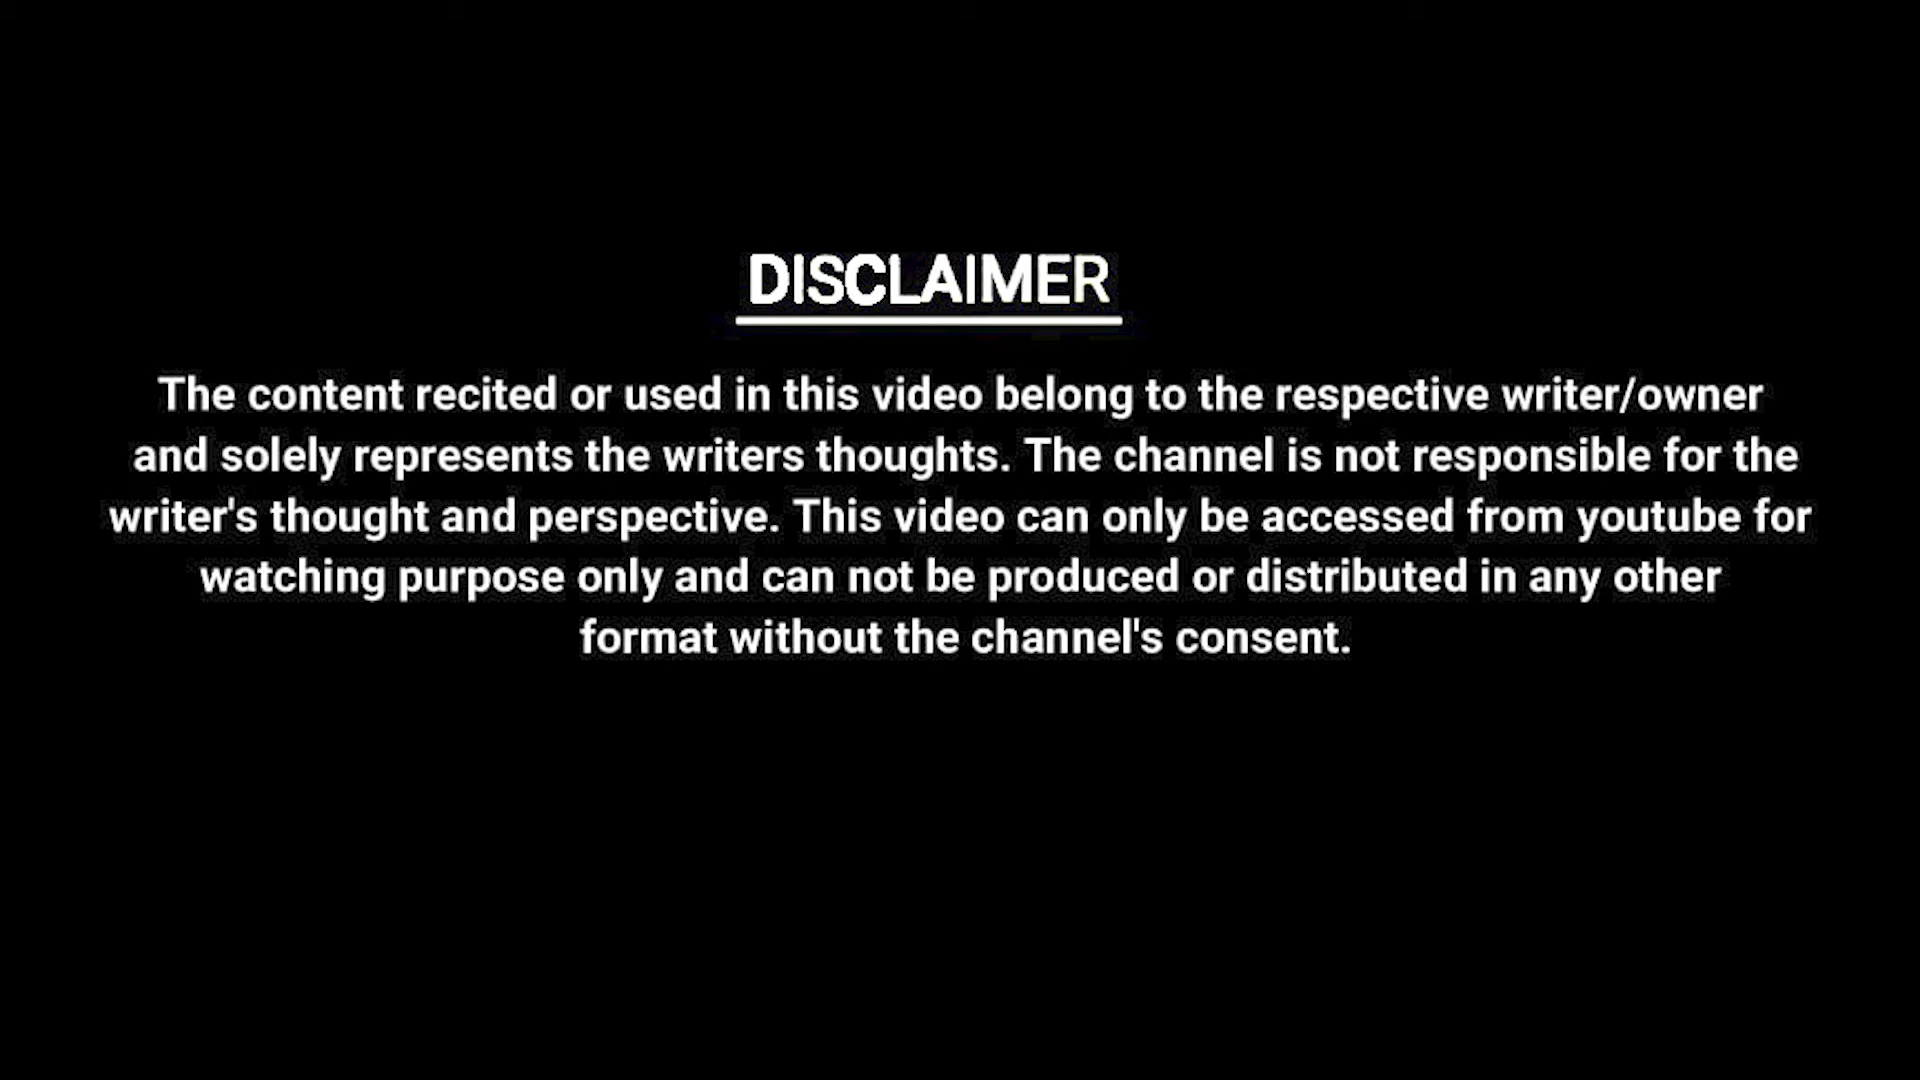 DISCLAIMER
The content recited or used in this video belong to the respective writer/owner
and solely represents the writers thoughts. The channel is not responsible for the
writer's thought and perspective. This video can only be accessed from youtube for
watching purpose only and can not be produced or distributed in any other
format without the channel's consent.